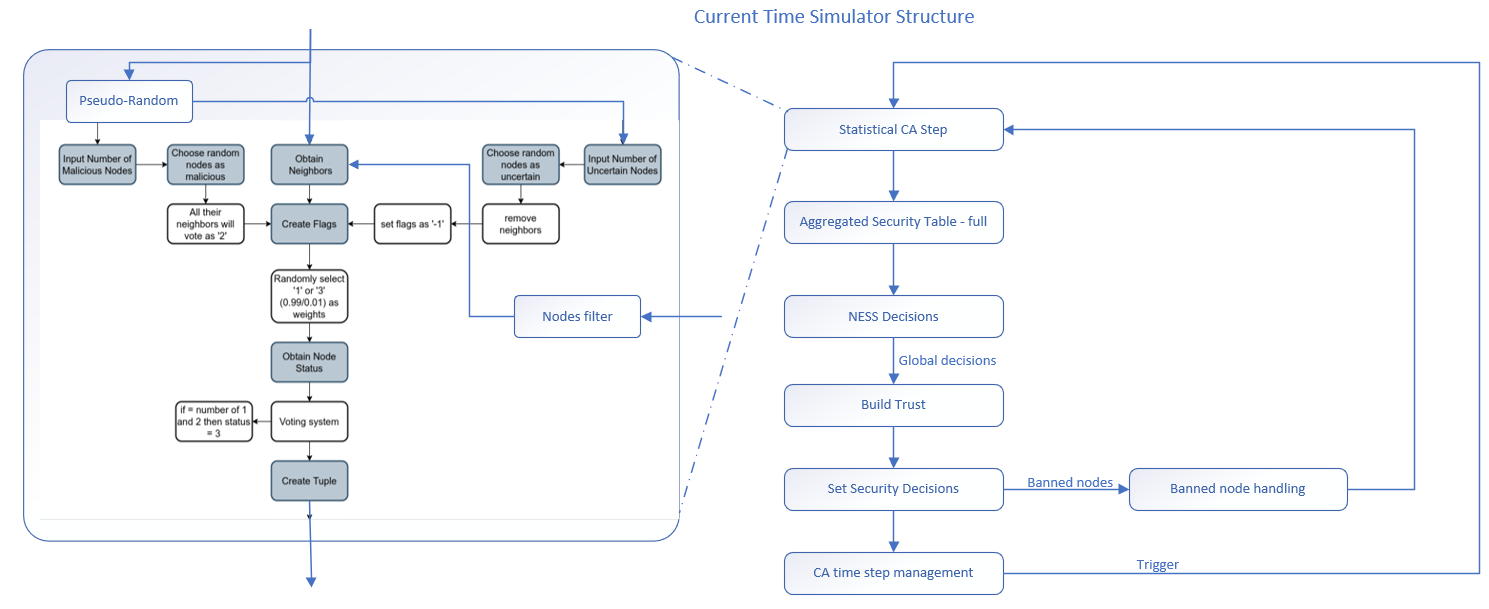 Current Time Simulator Structure
Pseudo-Random
Input Number of
Malicious Nodes
Choose random
nodes as
malicious
Obtain
Neighbors
Choose random
nodes as
uncertain
Input Number of
Uncertain Nodes
All their
neighbors will
vote as '2'
Create Flags
set flags as '-1'
remove
neighbors
Randomly select
'1' or '3'
(0.99/0.01) as
weights
Nodes filter
Obtain Node
Status
if = number of 1
and 2 then status
= 3
Voting system
Create Tuple
Statistical CA Step
Aggregated Security Table - full
NESS Decisions
Global decisions
Build Trust
Set Security Decisions
Banned nodes
Banned node handling
CA time step management
Trigger